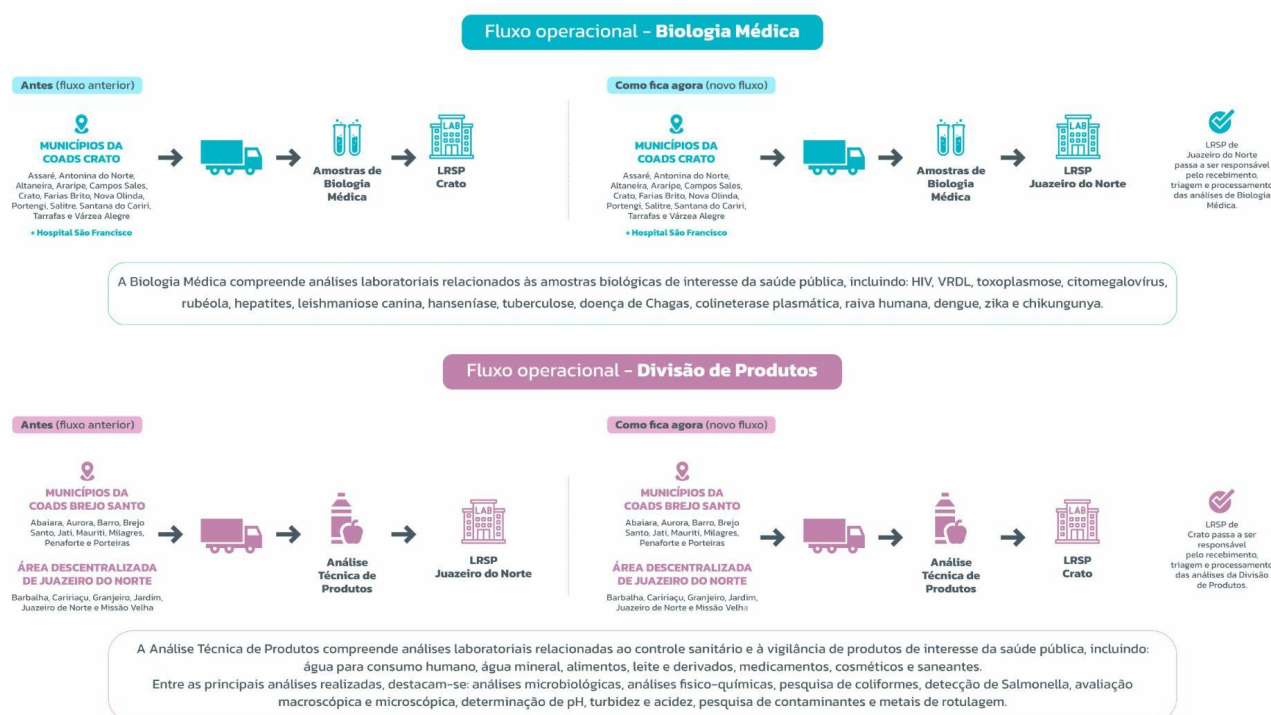 Fluxo operacional - Biologia Médica
Antes (fluxo anterior)
MUNICÍPIOS DA
COADS CRATO
Assaré, Antonina do Norte,
Altaneira, Araripe, Campos Sales,
Crato, Farias Brito, Nova Olinda,
Portengi, Salitre, Santana do Cariri,
Tarrafas e Várzea Alegre
+ Hospital São Francisco
Amostras de
Biologia
Médica
LAB
LRSP
Crato
Como fica agora (novo fluxo)
MUNICÍPIOS DA
COADS CRATO
Assaré, Antonina do Norte,
Altaneira, Araripe, Campos Sales,
Crato, Farias Brito, Nova Olinda,
Portengi, Salitre, Santana do Cariri,
Tarrafas e Várzea Alegre
+ Hospital São Francisco
Amostras de
Biologia
Médica
LAB
LRSP
Juazeiro do Norte
LRSP de
Juazeiro do Norte
passa a ser responsável
pelo recebimento,
triagem e processamento
das análises de Biologia
Médica.
A Biologia Médica compreende análises laboratoriais relacionados às amostras biológicas de interesse da saúde pública, incluindo: HIV, VRDL, toxoplasmose, citomegalovírus,
rubéola, hepatites, leishmaniose canina, hanseníase, tuberculose, doença de Chagas, colineterase plasmática, raiva humana, dengue, zika e chikungunya.
Fluxo operacional - Divisão de Produtos
Antes (fluxo anterior)
MUNICÍPIOS DA
COADS BREJO SANTO
Abaiara, Aurora, Barro, Brejo
Santo, Jati, Mauriti, Milagres,
Penaforte e Porteiras
ÁREA DESCENTRALIZADA
DE JUAZEIRO DO NORTE
Barbalha, Caririaçu, Granjeiro, Jardim,
Juazeiro de Norte e Missão Velha
Análise
Técnica de
Produtos
LAB
LRSP
Juazeiro do Norte
Como fica agora (novo fluxo)
MUNICÍPIOS DA
COADS BREJO SANTO
Abaiara, Aurora, Barro, Brejo
Santo, Jati, Mauriti, Milagres,
Penaforte e Porteiras
ÁREA DESCENTRALIZADA
DE JUAZEIRO DO NORTE
Barbalha, Caririaçu, Granjeiro, Jardim,
Juazeiro de Norte e Missão Velha
Análise
Técnica de
Produtos
LAB
LRSP
Crato
LRSP de
Crato passa a ser
responsável
pelo recebimento,
triagem e processamento
das análises da Divisão
de Produtos.
A Análise Técnica de Produtos compreende análises laboratoriais relacionadas ao controle sanitário e à vigilância de produtos de interesse da saúde pública, incluindo:
água para consumo humano, água mineral, alimentos, leite e derivados, medicamentos, cosméticos e saneantes.
Entre as principais análises realizadas, destacam-se: análises microbiológicas, análises físico-químicas, pesquisa de coliformes, detecção de Salmonella, avaliação
macroscópica e microscópica, determinação de pH, turbidez e acidez, pesquisa de contaminantes e metais de rotulagem.